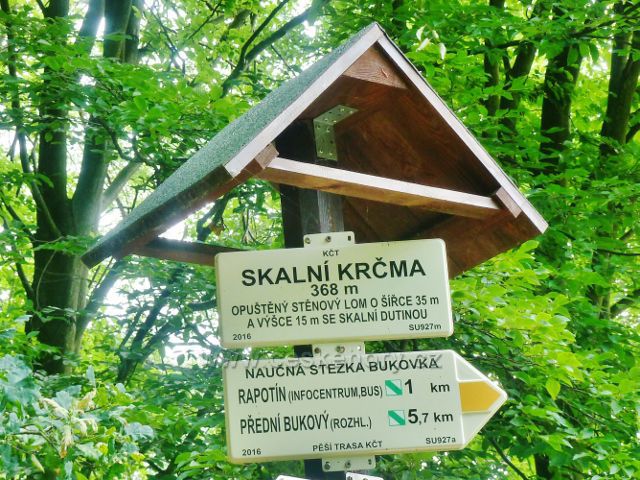 KČT
SKALNÍ KRČMA
368 m
OPUŠTĚNÝ STĚNOVÝ LOM O ŠÍŘCE 35 m
A VÝŠCE 15 m SE SKALNÍ DUTINOU
2016 SU927m
NAUČNÁ STEZKA BUKOVKA
RAPOTÍN (INFOCENTRUM,BUS) 1 km
PŘEDNÍ BUKOVÝ (ROZHL.) 5,7 km
2016 PĚŠÍ TRASA KČT SU927a